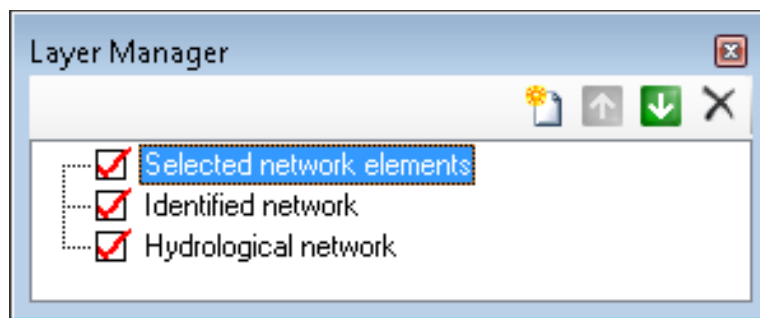 Layer Manager
Selected network elements
Identified network
Hydrological network